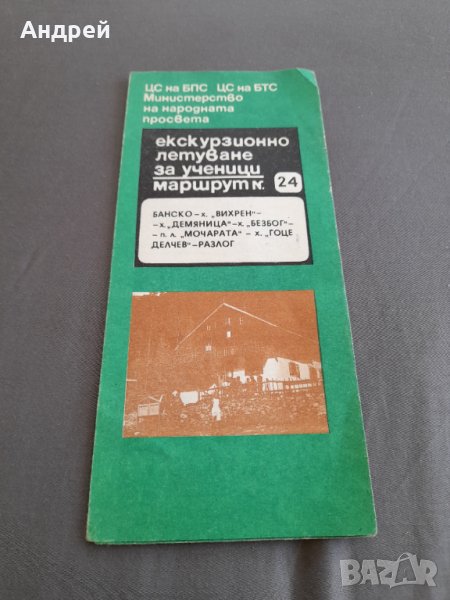 Андрей
ЦС на БПС ЦС на БТС
Министерство
на народната
просвета
екскурзионно
летуване
за ученици
маршрут №: 24
БАНСКО – х. „ВИХРЕН“ –
– х. „ДЕМЯНИЦА“ – х. „БЕЗБОГ“ –
– п. л. „МОЧАРАТА“ – х. „ГОЦЕ
ДЕЛЧЕВ“ – РАЗЛОГ
BAZAR